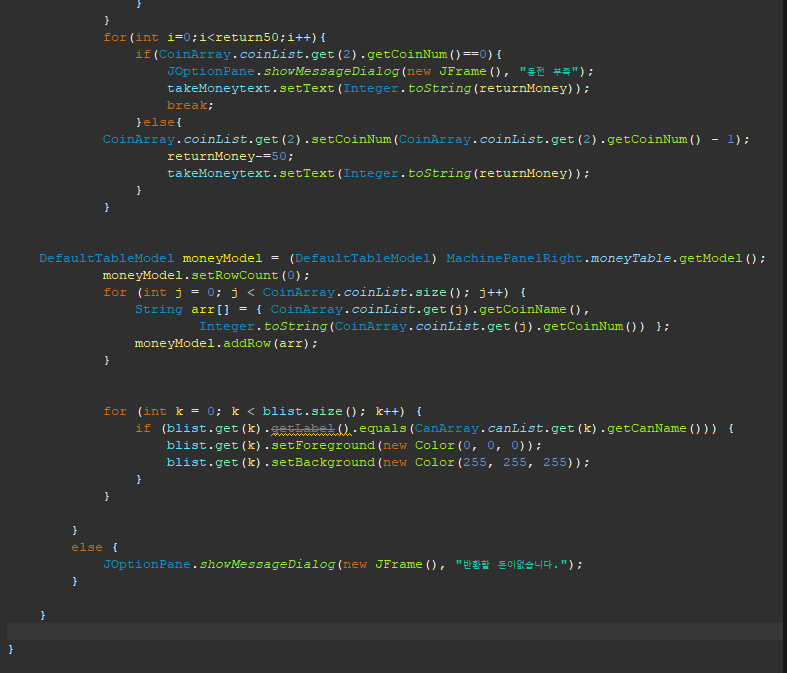 }
}
for(int i=0;i<return50;i++){
if(CoinArray.coinList.get(2).getCoinNum()==0){
JOptionPane.showMessageDialog(new JFrame(), "동전 부족");
takeMoneytext.setText(Integer.toString(returnMoney));
break;
}else{
CoinArray.coinList.get(2).setCoinNum(CoinArray.coinList.get(2).getCoinNum() - 1);
returnMoney-=50;
takeMoneytext.setText(Integer.toString(returnMoney));
}
}
DefaultTableModel moneyModel = (DefaultTableModel) MachinePanelRight.moneyTable.getModel();
moneyModel.setRowCount(0);
for (int j = 0; j < CoinArray.coinList.size(); j++) {
String arr[] = { CoinArray.coinList.get(j).getCoinName(),
Integer.toString(CoinArray.coinList.get(j).getCoinNum()) };
moneyModel.addRow(arr);
}
for (int k = 0; k < blist.size(); k++) {
if (blist.get(k).getLabel().equals(CanArray.canList.get(k).getCanName())) {
blist.get(k).setForeground(new Color(0, 0, 0));
blist.get(k).setBackground(new Color(255, 255, 255));
}
}
}
else {
JOptionPane.showMessageDialog(new JFrame(), "반환할 돈이없습니다.");
}
}
}